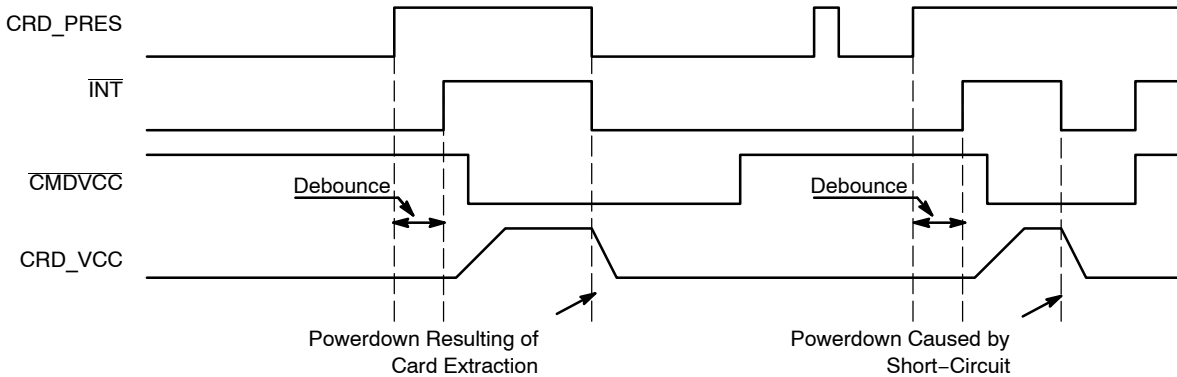 CRD_PRES
INT
CMDVCC
Debounce
Debounce
CRD_VCC
Powerdown Resulting of
Card Extraction
Powerdown Caused by
Short−Circuit